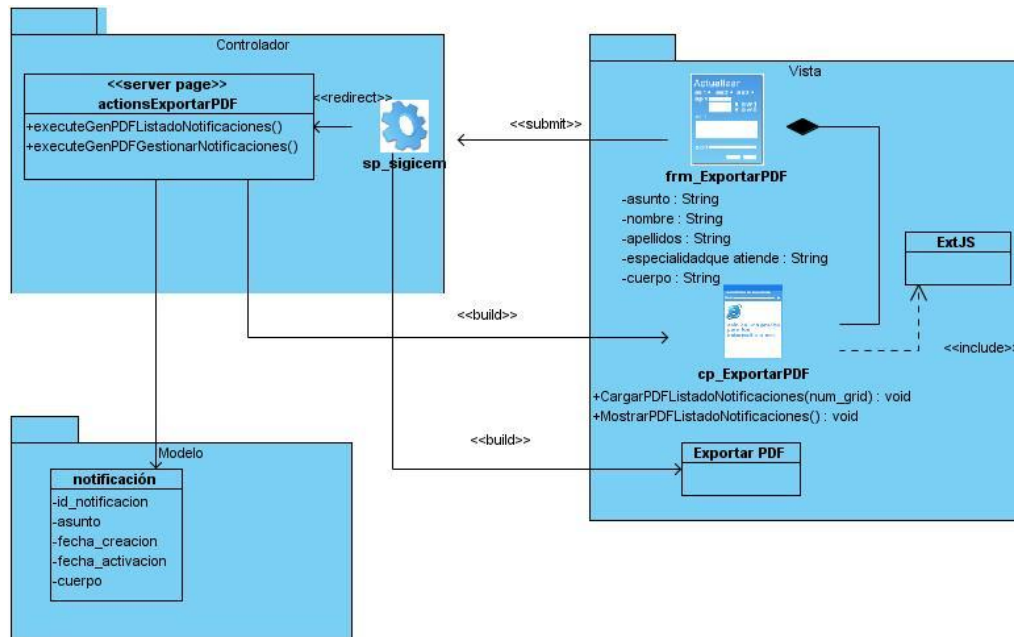 Controlador
<<server page>>
actionsExportarPDF
+executeGenPDFListadoNotificaciones()
+executeGenPDFGestionarNotificaciones()
<<redirect>>
sp_sigicem
<<submit>>
Vista
Actualizar
frm_ExportarPDF
-asunto : String
-nombre : String
-apellidos : String
-especialidadque atiende : String
-cuerpo : String
ExtJS
<<build>>
<<include>>
cp_ExportarPDF
+CargarPDFListadoNotificaciones(num_grid) : void
+MostrarPDFListadoNotificaciones() : void
<<build>>
Exportar PDF
Modelo
notificación
-id_notificacion
-asunto
-fecha_creacion
-fecha_activacion
-cuerpo